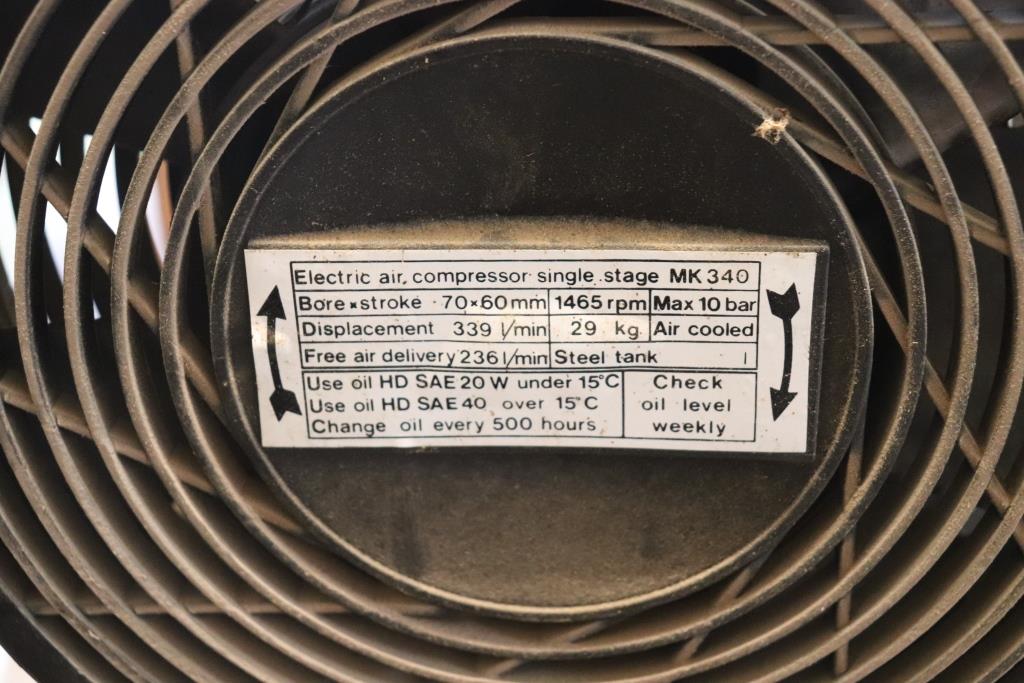 Electric air compressor single stage MK 340
Bore × stroke 70×60mm 1465 rpm Max 10 bar
Displacement 339 l/min 29 kg Air cooled
Free air delivery 236 l/min Steel tank l
Use oil HD SAE 20 W under 15°C
Use oil HD SAE 40 over 15°C
Change oil every 500 hours
Check
oil level
weekly